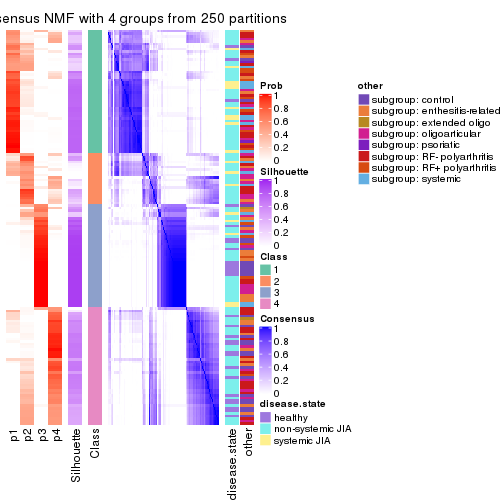 sensus NMF with 4 groups from 250 partitions
Prob
1
0.8
0.6
0.4
0.2
0
Silhouette
1
0.8
0.6
0.4
0.2
0
Class
1
2
3
4
Consensus
1
0.8
0.6
0.4
0.2
0
disease.state
healthy
non-systemic JIA
systemic JIA
other
subgroup: control
subgroup: enthesitis-related
subgroup: extended oligo
subgroup: oligoarticular
subgroup: psoriatic
subgroup: RF- polyarthritis
subgroup: RF+ polyarthritis
subgroup: systemic
p1
p2
p3
p4
Silhouette
Class
disease.state
other